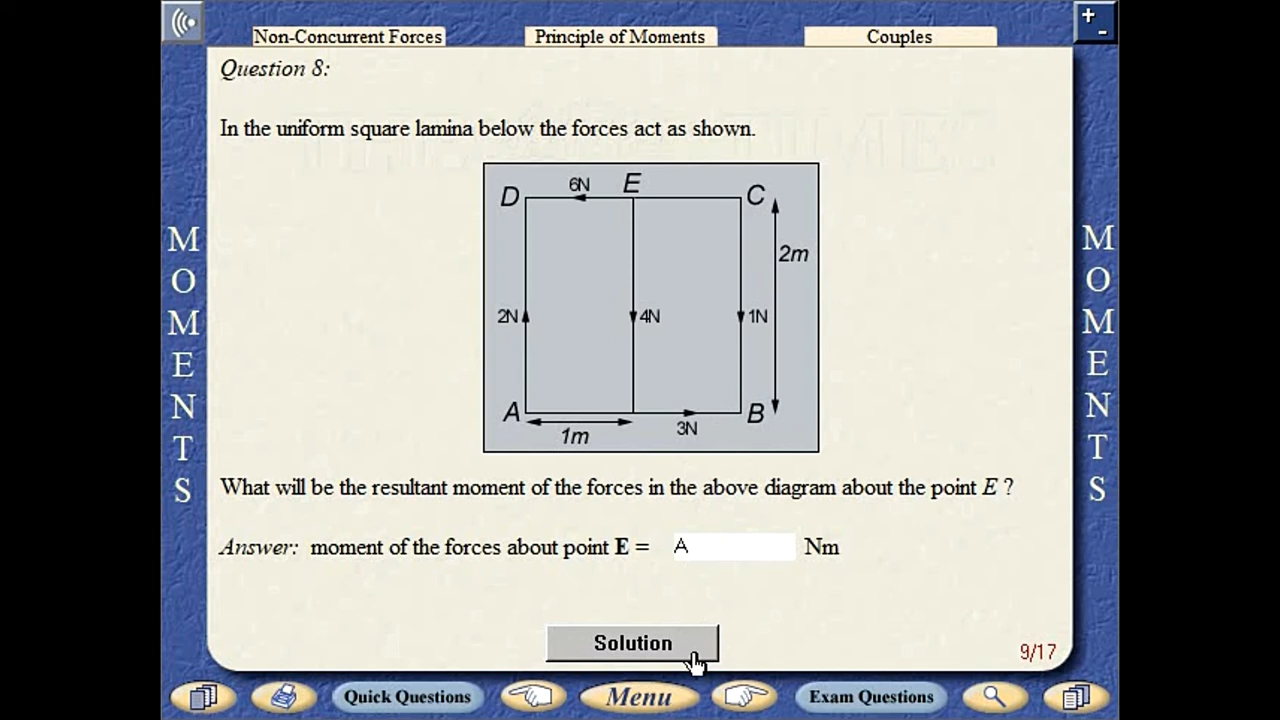 +
-
Non-Concurrent Forces
Principle of Moments
Couples
Question 8:
In the uniform square lamina below the forces act as shown.
D
6N
E
C
2m
2N
4N
1N
A
B
1m
3N
MOMENTS
MOMENTS
What will be the resultant moment of the forces in the above diagram about the point E ?
Answer: moment of the forces about point E = A Nm
Solution
9/17
Quick Questions
Menu
Exam Questions